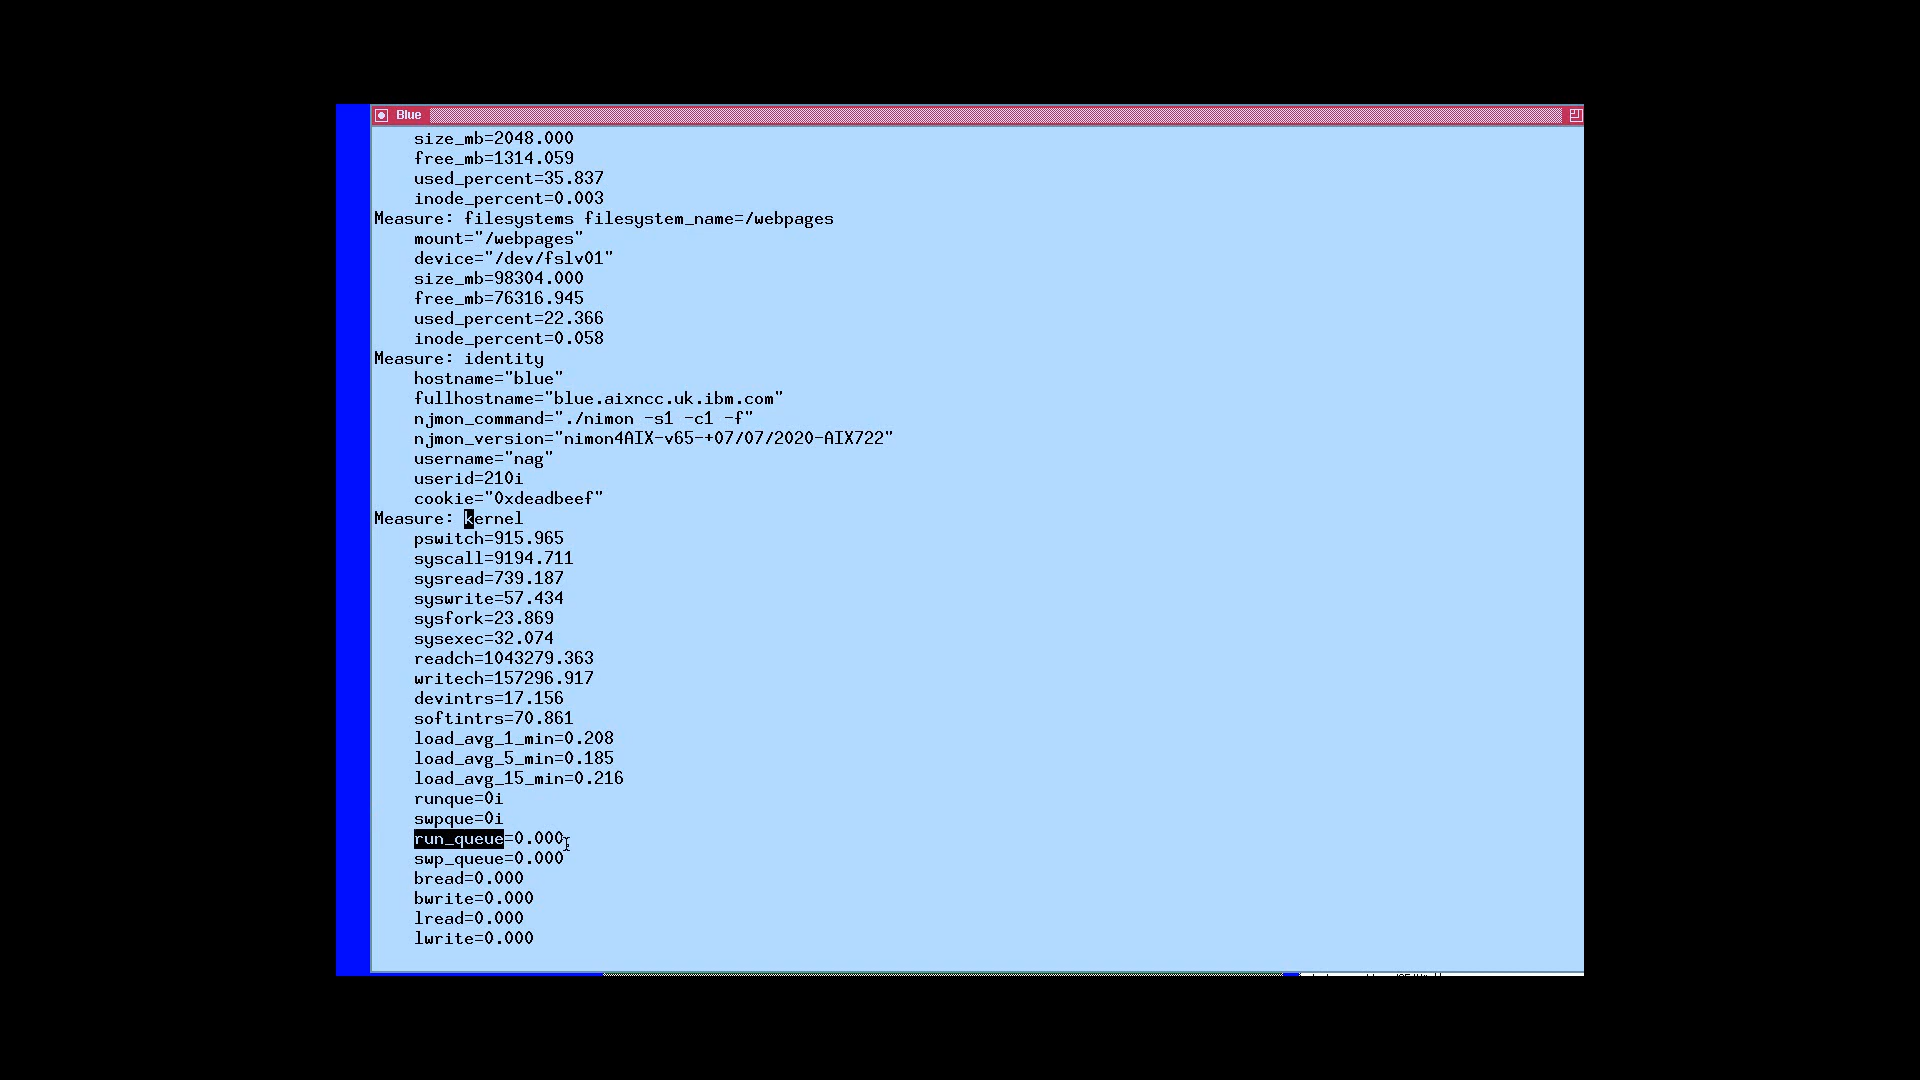 Blue
size_mb=2048.000
free_mb=1314.059
used_percent=35.837
inode_percent=0.003
Measure: filesystems filesystem_name=/webpages
mount="/webpages"
device="/dev/fslv01"
size_mb=98304.000
free_mb=76316.945
used_percent=22.366
inode_percent=0.058
Measure: identity
hostname="blue"
fullhostname="blue.aixncc.uk.ibm.com"
njmon_command="./nimon -s1 -c1 -f"
njmon_version="nimon4AIX-v65-+07/07/2020-AIX722"
username="nag"
userid=210i
cookie="0xdeadbeef"
Measure: kernel
pswitch=915.965
syscall=9194.711
sysread=739.187
syswrite=57.434
sysfork=23.869
sysexec=32.074
readch=1043279.363
writech=157296.917
devintrs=17.156
softintrs=70.861
load_avg_1_min=0.208
load_avg_5_min=0.185
load_avg_15_min=0.216
runque=0i
swpque=0i
run_queue=0.000
swp_queue=0.000
bread=0.000
bwrite=0.000
lread=0.000
lwrite=0.000